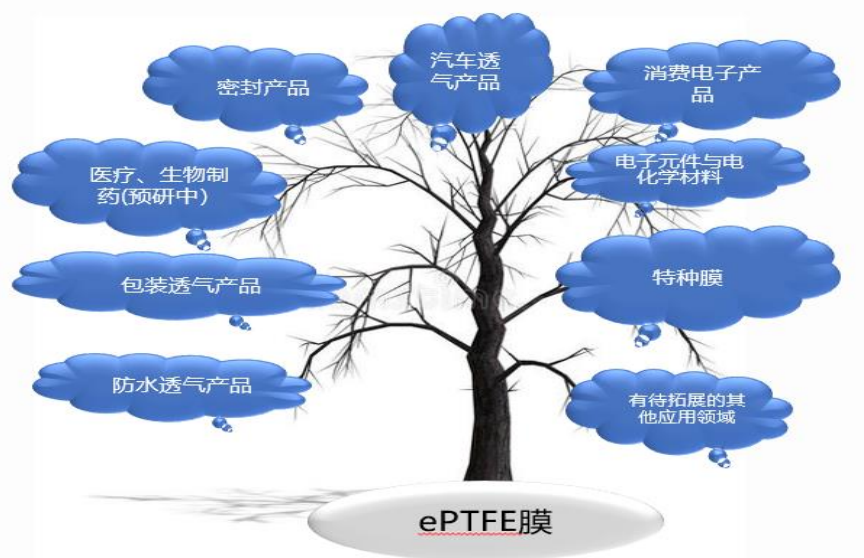 密封产品
汽车透
气产品
消费电子产
品
医疗、生物制
药(预研中)
电子元件与电
化学材料
包装透气产品
特种膜
防水透气产品
有待拓展的其
他应用领域
ePTFE膜